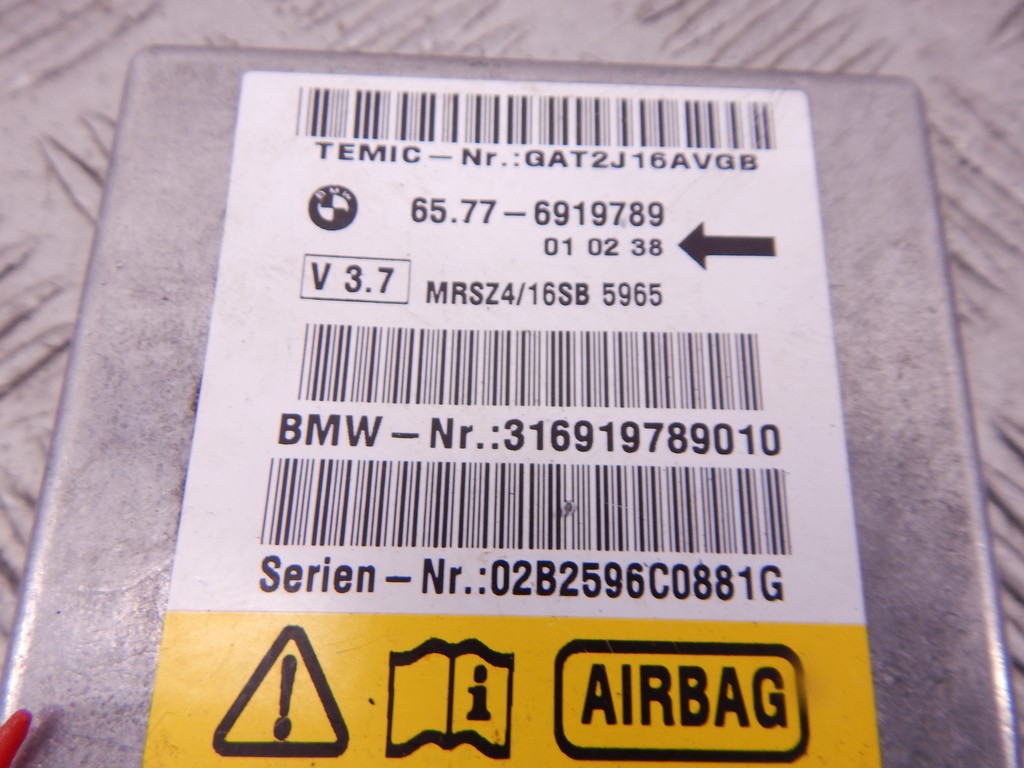 TEMIC-Nr.:GAT2J16AVGB
BMW
65.77-6919789
01 02 38
V 3.7
MRSZ4/16SB 5965
BMW-Nr.:316919789010
Serien-Nr.:02B2596C0881G
! i AIRBAG